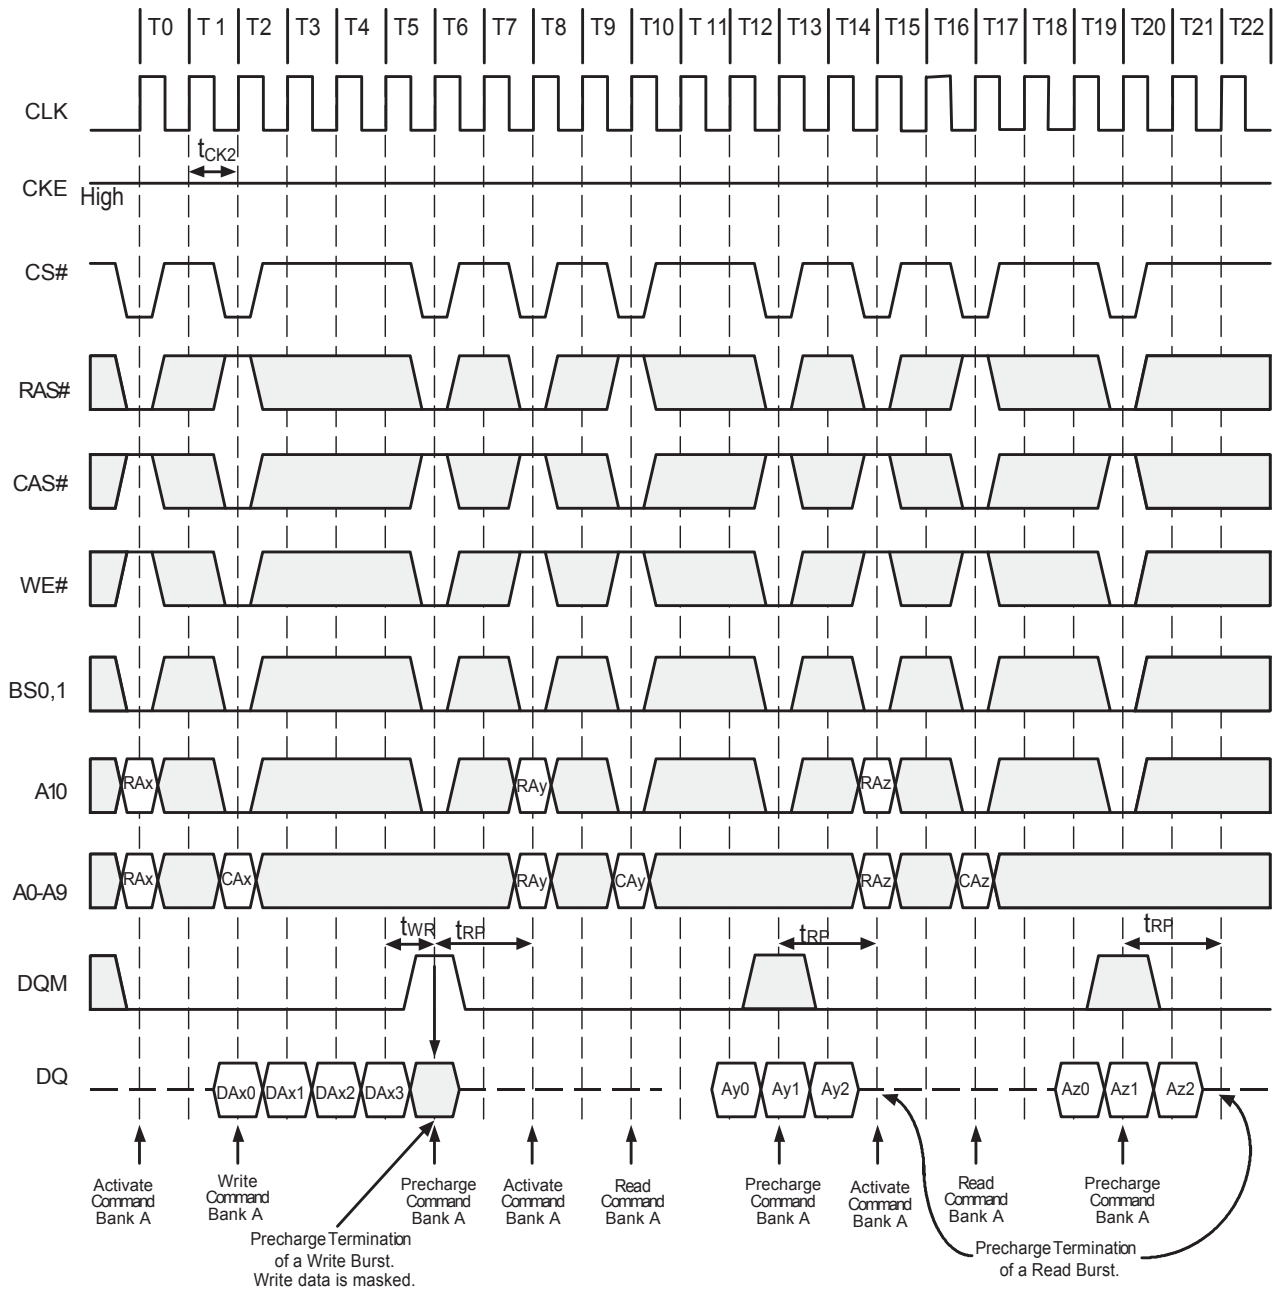 T0 T 1 T2 T3 T4 T5 T6 T7 T8 T9 T10 T 11 T12 T13 T14 T15 T16 T17 T18 T19 T20 T21 T22
CLK
tCK2
CKE High
CS#
RAS#
CAS#
WE#
BS0,1
A10 RAx RAy RAz
A0-A9 RAx CAx RAy CAy RAz CAz
tWR tRP tRP tRP
DQM
DQ DAx0 DAx1 DAx2 DAx3 Ay0 Ay1 Ay2 Az0 Az1 Az2
Activate
Command
Bank A
Write
Command
Bank A
Precharge
Command
Bank A
Activate
Command
Bank A
Read
Command
Bank A
Precharge
Command
Bank A
Activate
Command
Bank A
Read
Command
Bank A
Precharge
Command
Bank A
Precharge Termination
of a Write Burst.
Write data is masked.
Precharge Termination
of a Read Burst.